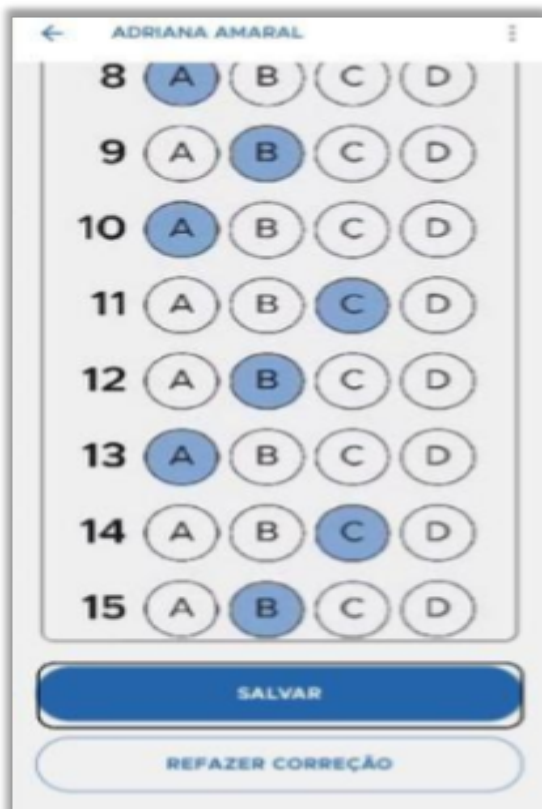 ADRIANA AMARAL
8 A B C D
9 A B C D
10 A B C D
11 A B C D
12 A B C D
13 A B C D
14 A B C D
15 A B C D
SALVAR
REFAZER CORREÇÃO